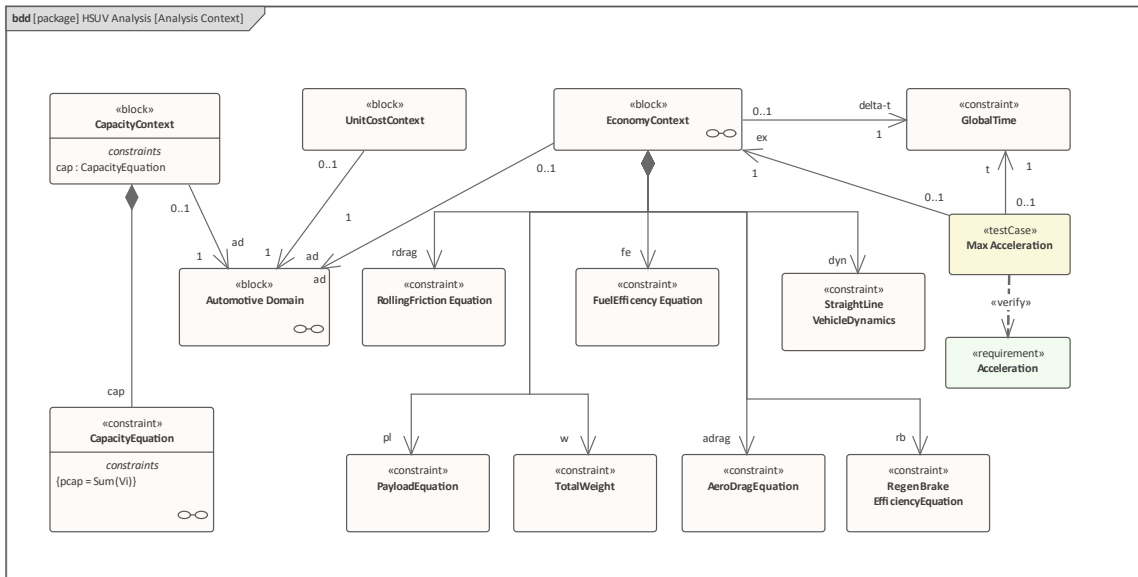 bdd [package] HSUV Analysis [Analysis Context]
«block»
CapacityContext
constraints
cap : CapacityEquation
«block»
UnitCostContext
«block»
EconomyContext
«constraint»
GlobalTime
0..1
delta-t
1
ex
1
0..1
t
1
0..1
0..1
0..1
0..1
1
ad
1
1
ad
ad
«testCase»
Max Acceleration
«verify»
«requirement»
Acceleration
«block»
Automotive Domain
rdrag
«constraint»
RollingFriction Equation
fe
«constraint»
FuelEfficency Equation
dyn
«constraint»
StraightLine
VehicleDynamics
cap
«constraint»
CapacityEquation
constraints
{pcap = Sum(Vi)}
pl
«constraint»
PayloadEquation
w
«constraint»
TotalWeight
adrag
«constraint»
AeroDragEquation
rb
«constraint»
RegenBrake
EfficiencyEquation